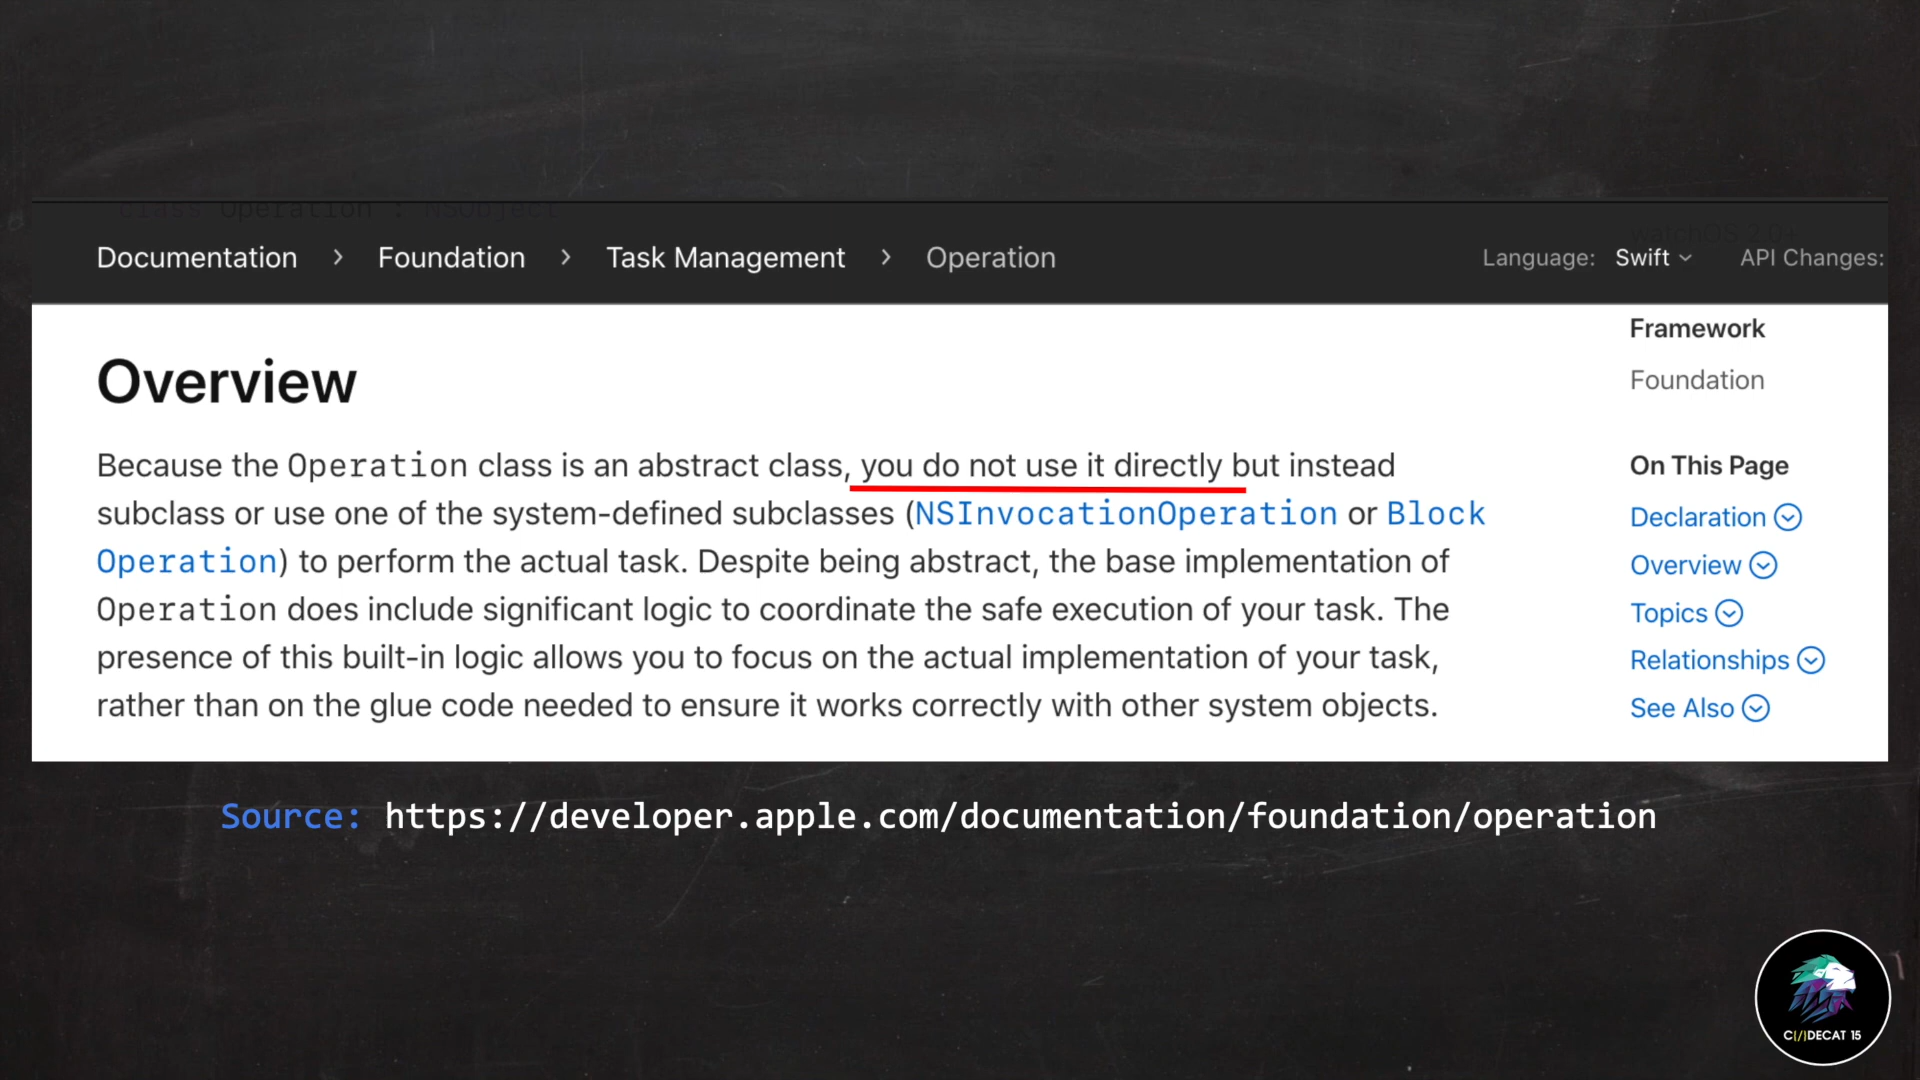 class Operation : NSObject
watchOS 2.0+
Documentation > Foundation > Task Management > Operation
Language: Swift API Changes:
Framework
Foundation
Overview
Because the Operation class is an abstract class, you do not use it directly but instead
subclass or use one of the system-defined subclasses (NSInvocationOperation or Block
Operation) to perform the actual task. Despite being abstract, the base implementation of
Operation does include significant logic to coordinate the safe execution of your task. The
presence of this built-in logic allows you to focus on the actual implementation of your task,
rather than on the glue code needed to ensure it works correctly with other system objects.
On This Page
Declaration
Overview
Topics
Relationships
See Also
Source: https://developer.apple.com/documentation/foundation/operation
C(/)DECAT 15